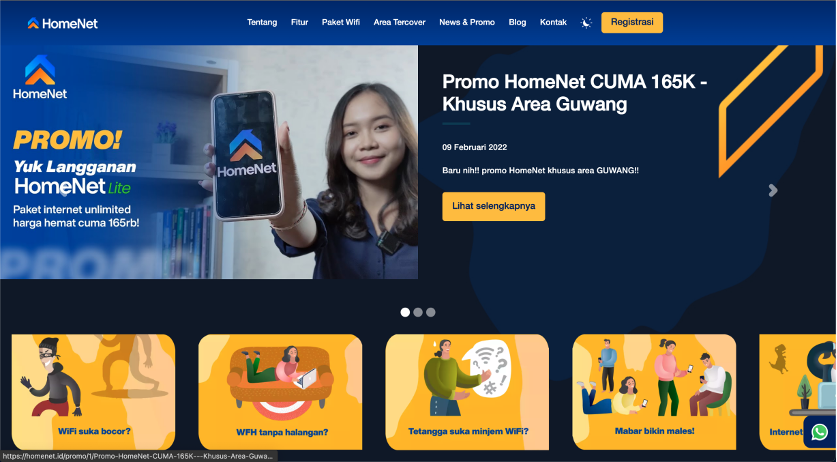 HomeNet
Tentang Fitur Paket Wifi Area Tercover News & Promo Blog Kontak Registrasi
HomeNet
PROMO!
Yuk Langganan
HomeNet Lite
Paket internet unlimited
harga hemat cuma 165rb!
PROMO
HomeNet
Promo HomeNet CUMA 165K -
Khusus Area Guwang
09 Februari 2022
Baru nih!! promo HomeNet khusus area GUWANG!!
Lihat selengkapnya
WiFi suka bocor?
WFH tanpa halangan?
Tetangga suka minjem WiFi?
Mabar bikin males!
Internet
https://homenet.id/promo/1/Promo-HomeNet-CUMA-165K---Khusus-Area-Guwa...